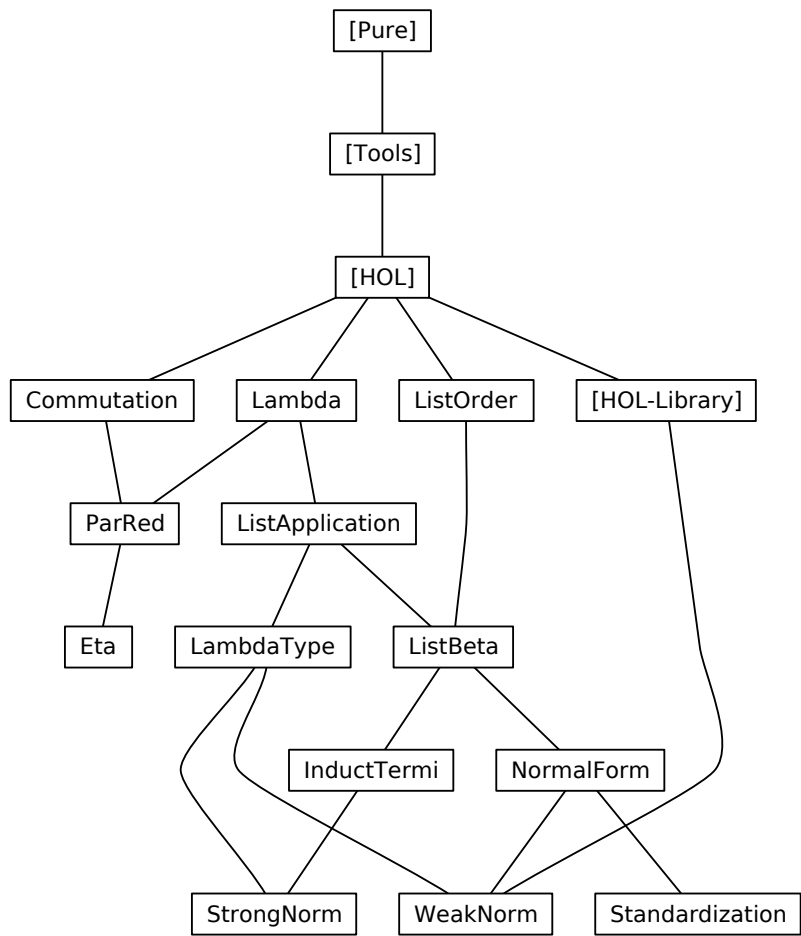 [Pure]
[Tools]
[HOL]
Commutation
Lambda
ListOrder
[HOL-Library]
ParRed
ListApplication
Eta
LambdaType
ListBeta
InductTermi
NormalForm
StrongNorm
WeakNorm
Standardization